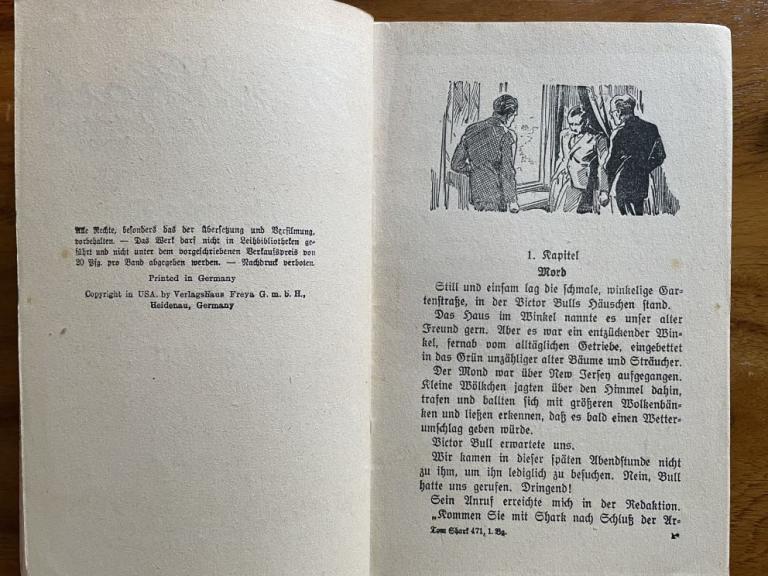 Alle Rechte, besonders das der Übersetzung und Verfilmung,
vorbehalten. — Das Werk darf nicht in Leihbibliotheken ge-
führt und nicht unter dem vorgeschriebenen Verkaufspreis von
20 Pfg. pro Band abgegeben werden. — Nachdruck verboten.
Printed in Germany
Copyright in USA. by Verlagshaus Freya G. m. b. H.,
Heidenau, Germany
1. Kapitel
Mord
Still und einsam lag die schmale, winkelige Gar-
tenstraße, in der Victor Bulls Häuschen stand.
Das Haus im Winkel nannte es unser alter
Freund gern. Aber es war ein entzückender Win-
kel, fernab vom alltäglichen Getriebe, eingebettet
in das Grün unzähliger alter Bäume und Sträucher.
Der Mond war über New Jersey aufgegangen.
Kleine Wölkchen jagten über den Himmel dahin,
trafen und ballten sich mit größeren Wolkenbän-
ken und ließen erkennen, daß es bald einen Wetter-
umschlag geben würde.
Victor Bull erwartete uns.
Wir kamen in dieser späten Abendstunde nicht
zu ihm, um ihn lediglich zu besuchen. Nein, Bull
hatte uns gerufen. Dringend!
Sein Anruf erreichte mich in der Redaktion.
„Kommen Sie mit Shark nach Schluß der Ar-
Tom Shark 471, 1. Bg. 1*